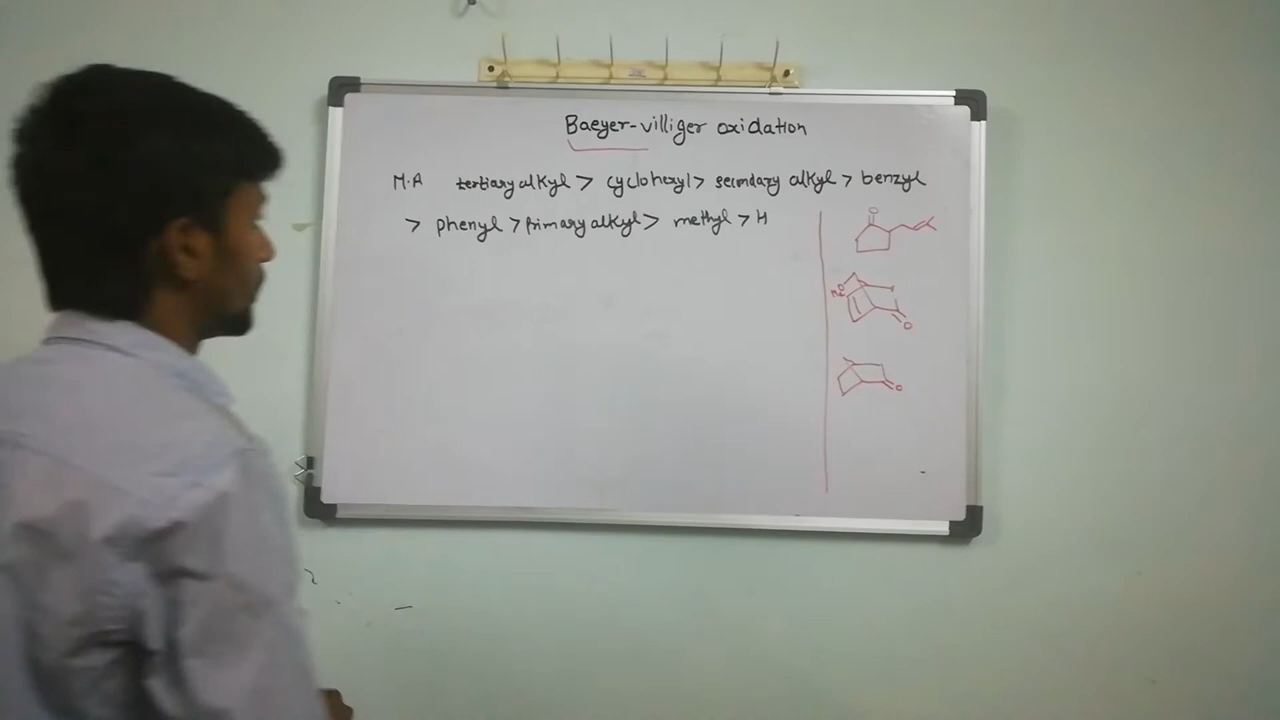 Baeyer-villiger oxidation
M.A tertiary alkyl > cyclohexyl > secondary alkyl > benzyl
> phenyl > primary alkyl > methyl > H
O
O
O
O